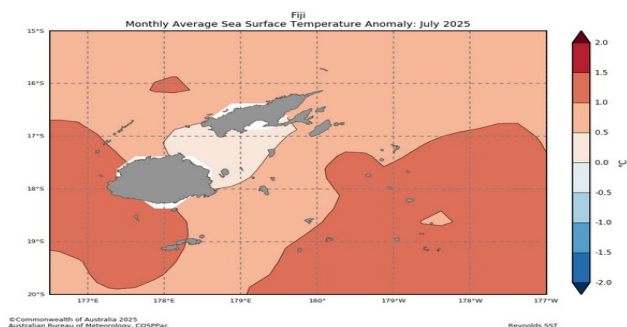 Fiji
Monthly Average Sea Surface Temperature Anomaly: July 2025
15°S
16°S
17°S
18°S
19°S
20°S
177°E
178°E
179°E
180°
179°W
178°W
177°W
2.0
1.5
1.0
0.5
0.0
-0.5
-1.0
-1.5
-2.0
°C
©Commonwealth of Australia 2025
Australian Bureau of Meteorology, COSPPac
Reynolds SST